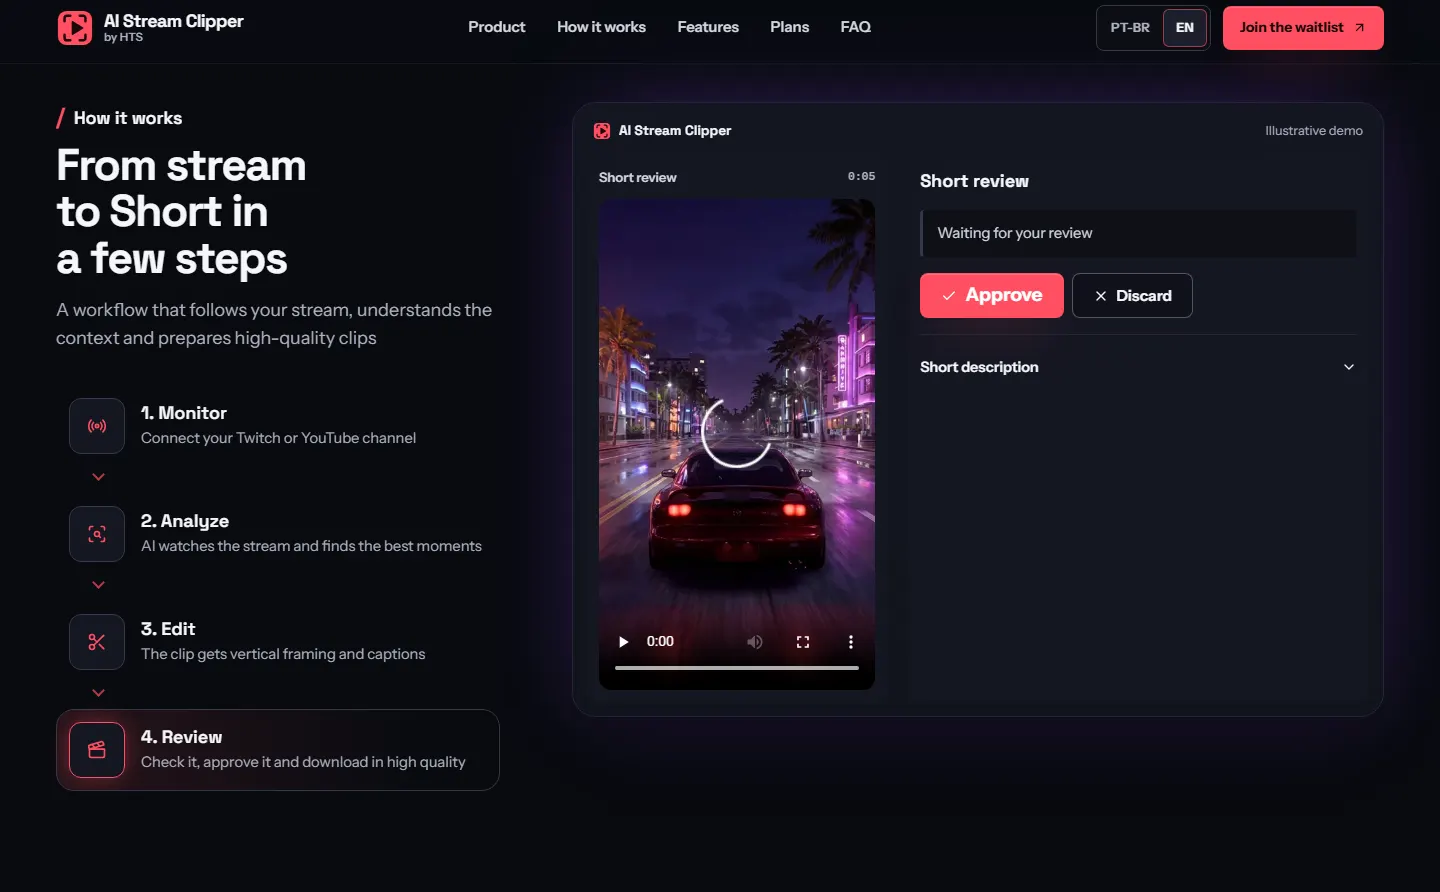 AI Stream Clipper
by HTS
Product
How it works
Features
Plans
FAQ
PT-BR
EN
Join the waitlist
How it works
From stream
to Short in
a few steps
A workflow that follows your stream, understands the
context and prepares high-quality clips
1. Monitor
Connect your Twitch or YouTube channel
2. Analyze
AI watches the stream and finds the best moments
3. Edit
The clip gets vertical framing and captions
4. Review
Check it, approve it and download in high quality
AI Stream Clipper
Illustrative demo
Short review
0:05
0:00
Short review
Waiting for your review
Approve
Discard
Short description